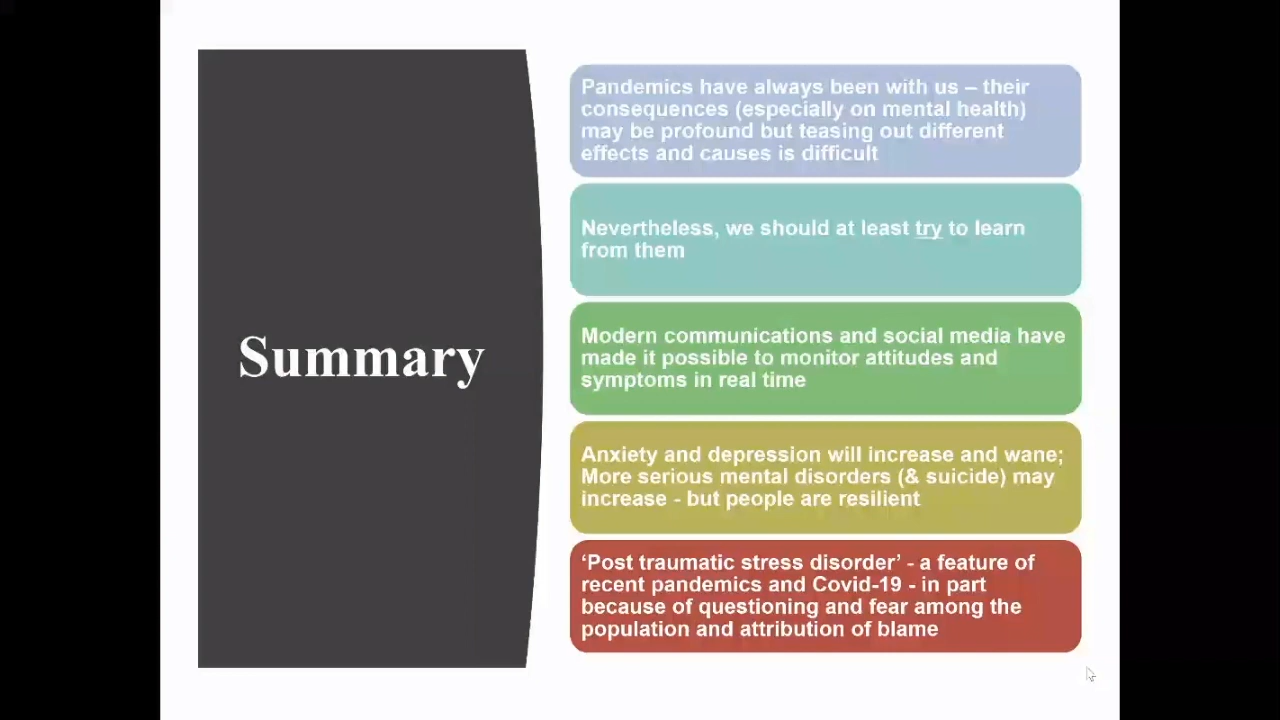 Summary
Pandemics have always been with us – their
consequences (especially on mental health)
may be profound but teasing out different
effects and causes is difficult
Nevertheless, we should at least try to learn
from them
Modern communications and social media have
made it possible to monitor attitudes and
symptoms in real time
Anxiety and depression will increase and wane;
More serious mental disorders (& suicide) may
increase - but people are resilient
‘Post traumatic stress disorder’ - a feature of
recent pandemics and Covid-19 - in part
because of questioning and fear among the
population and attribution of blame